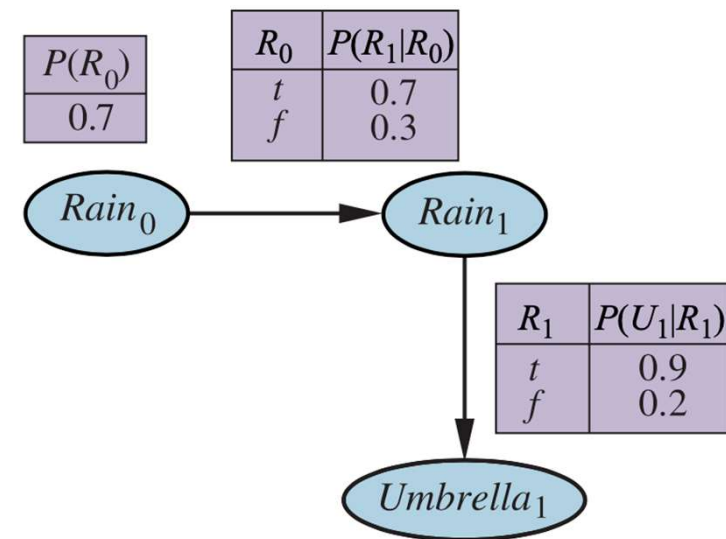 P(R₀)
0.7
R₀ P(R₁|R₀)
t 0.7
f 0.3
Rain₀
Rain₁
R₁ P(U₁|R₁)
t 0.9
f 0.2
Umbrella₁